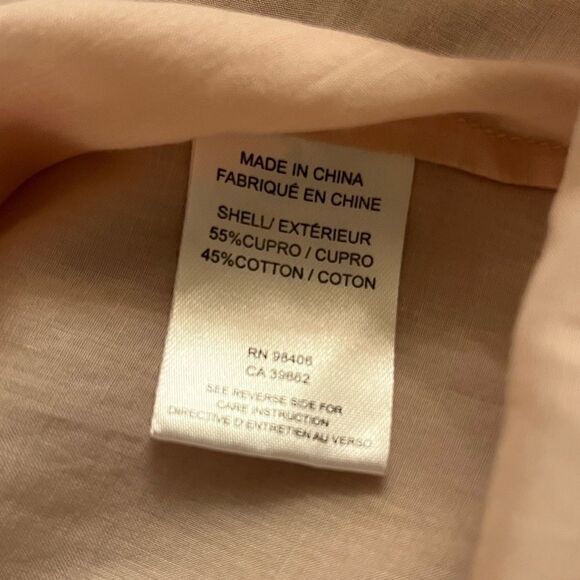 MADE IN CHINA
FABRIQUÉ EN CHINE
SHELL/ EXTÉRIEUR
55%CUPRO / CUPRO
45%COTTON / COTON
RN 98406
CA 39662
SEE REVERSE SIDE FOR
CARE INSTRUCTION
DIRECTIVE D'ENTRETIEN AU VERSO